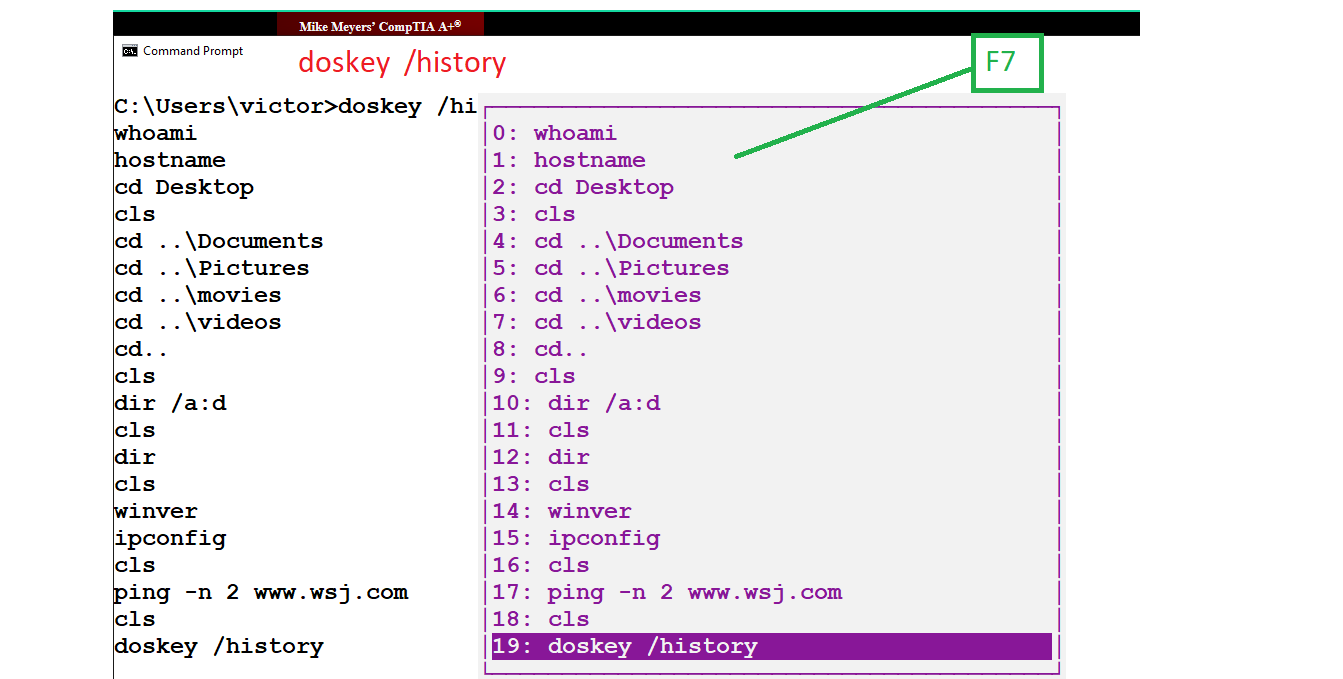 Mike Meyers' CompTIA A+®
Command Prompt
doskey /history
F7
C:\Users\victor>doskey /hi
whoami
hostname
cd Desktop
cls
cd ..\Documents
cd ..\Pictures
cd ..\movies
cd ..\videos
cd..
cls
dir /a:d
cls
dir
cls
winver
ipconfig
cls
ping -n 2 www.wsj.com
cls
doskey /history
0: whoami
1: hostname
2: cd Desktop
3: cls
4: cd ..\Documents
5: cd ..\Pictures
6: cd ..\movies
7: cd ..\videos
8: cd..
9: cls
10: dir /a:d
11: cls
12: dir
13: cls
14: winver
15: ipconfig
16: cls
17: ping -n 2 www.wsj.com
18: cls
19: doskey /history